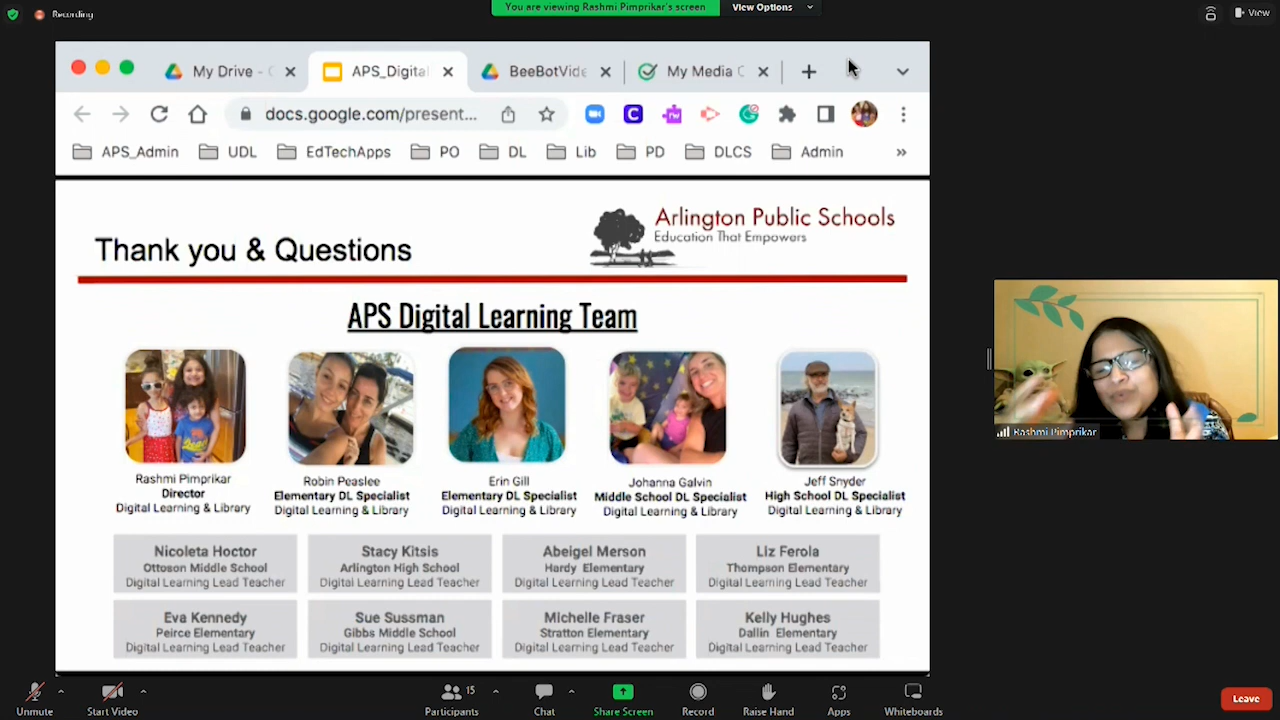 You are viewing Rashmi Pimprikar's screen
View Options
Recording
View
My Drive - 
APS_Digital
BeeBotVide
My Media C
docs.google.com/present...
APS_Admin
UDL
EdTechApps
PO
DL
Lib
PD
DLCS
Admin
»
Arlington Public Schools
Education That Empowers
Thank you & Questions
APS Digital Learning Team
Rashmi Pimprikar
Director
Digital Learning & Library
Robin Peaslee
Elementary DL Specialist
Digital Learning & Library
Erin Gill
Elementary DL Specialist
Digital Learning & Library
Johanna Galvin
Middle School DL Specialist
Digital Learning & Library
Jeff Snyder
High School DL Specialist
Digital Learning & Library
Nicoleta Hoctor
Ottoson Middle School
Digital Learning Lead Teacher
Stacy Kitsis
Arlington High School
Digital Learning Lead Teacher
Abeigel Merson
Hardy Elementary
Digital Learning Lead Teacher
Liz Ferola
Thompson Elementary
Digital Learning Lead Teacher
Eva Kennedy
Peirce Elementary
Digital Learning Lead Teacher
Sue Sussman
Gibbs Middle School
Digital Learning Lead Teacher
Michelle Fraser
Stratton Elementary
Digital Learning Lead Teacher
Kelly Hughes
Dallin Elementary
Digital Learning Lead Teacher
Rashmi Pimprikar
Unmute
Start Video
Participants
15
Chat
Share Screen
Record
Raise Hand
Apps
Whiteboards
Leave